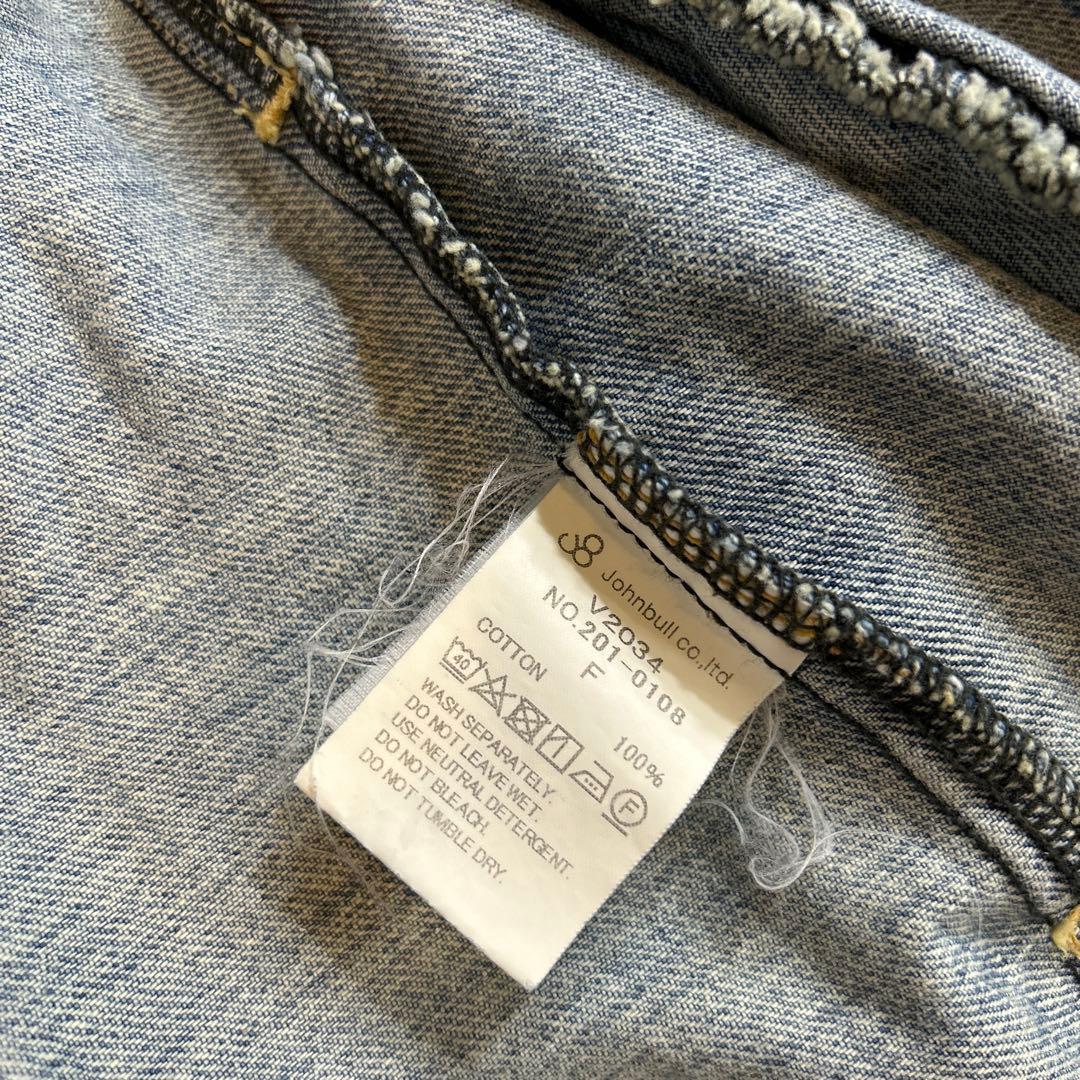 Johnbull co.,ltd.
V2034
NO.201-0108
F
COTTON 100%
40 F
WASH SEPARATELY.
DO NOT LEAVE WET.
USE NEUTRAL DETERGENT.
DO NOT BLEACH.
DO NOT TUMBLE DRY.